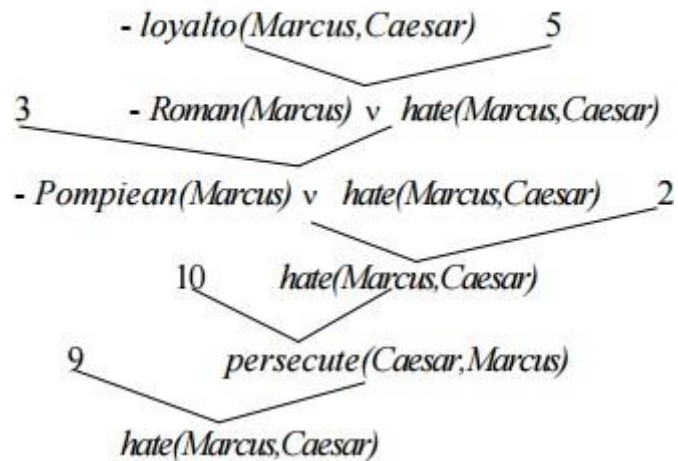 - loyalto(Marcus,Caesar) 5
3 - Roman(Marcus) v hate(Marcus,Caesar)
- Pompiean(Marcus) v hate(Marcus,Caesar) 2
10 hate(Marcus,Caesar)
9 persecute(Caesar,Marcus)
hate(Marcus,Caesar)